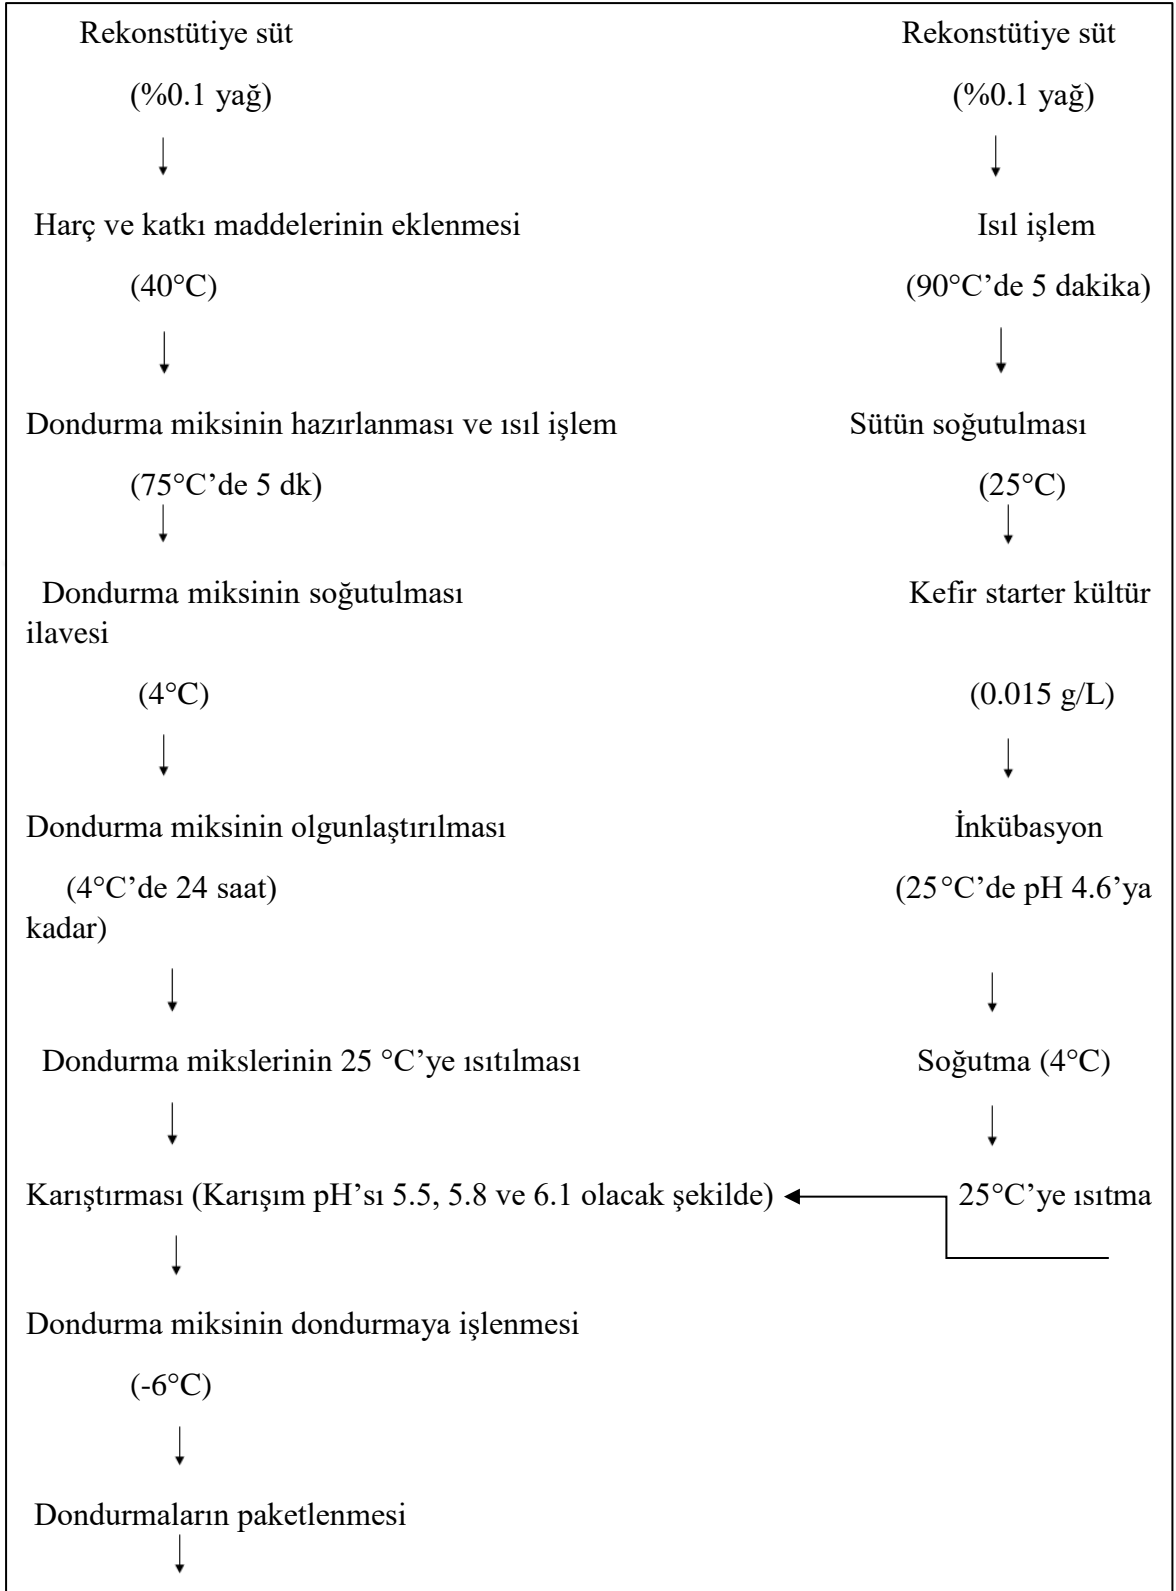 Rekonstütiye süt Rekonstütiye süt
(%0.1 yağ) (%0.1 yağ)
Harç ve katkı maddelerinin eklenmesi Isıl işlem
(40°C) (90°C’de 5 dakika)
Dondurma miksinin hazırlanması ve ısıl işlem Sütün soğutulması
(75°C’de 5 dk) (25°C)
Dondurma miksinin soğutulması Kefir starter kültür
ilavesi
(4°C) (0.015 g/L)
Dondurma miksinin olgunlaştırılması İnkübasyon
(4°C’de 24 saat) (25°C’de pH 4.6’ya
kadar)
Dondurma mikslerinin 25 °C’ye ısıtılması Soğutma (4°C)
Karıştırması (Karışım pH’sı 5.5, 5.8 ve 6.1 olacak şekilde) 25°C’ye ısıtma
Dondurma miksinin dondurmaya işlenmesi
(-6°C)
Dondurmaların paketlenmesi